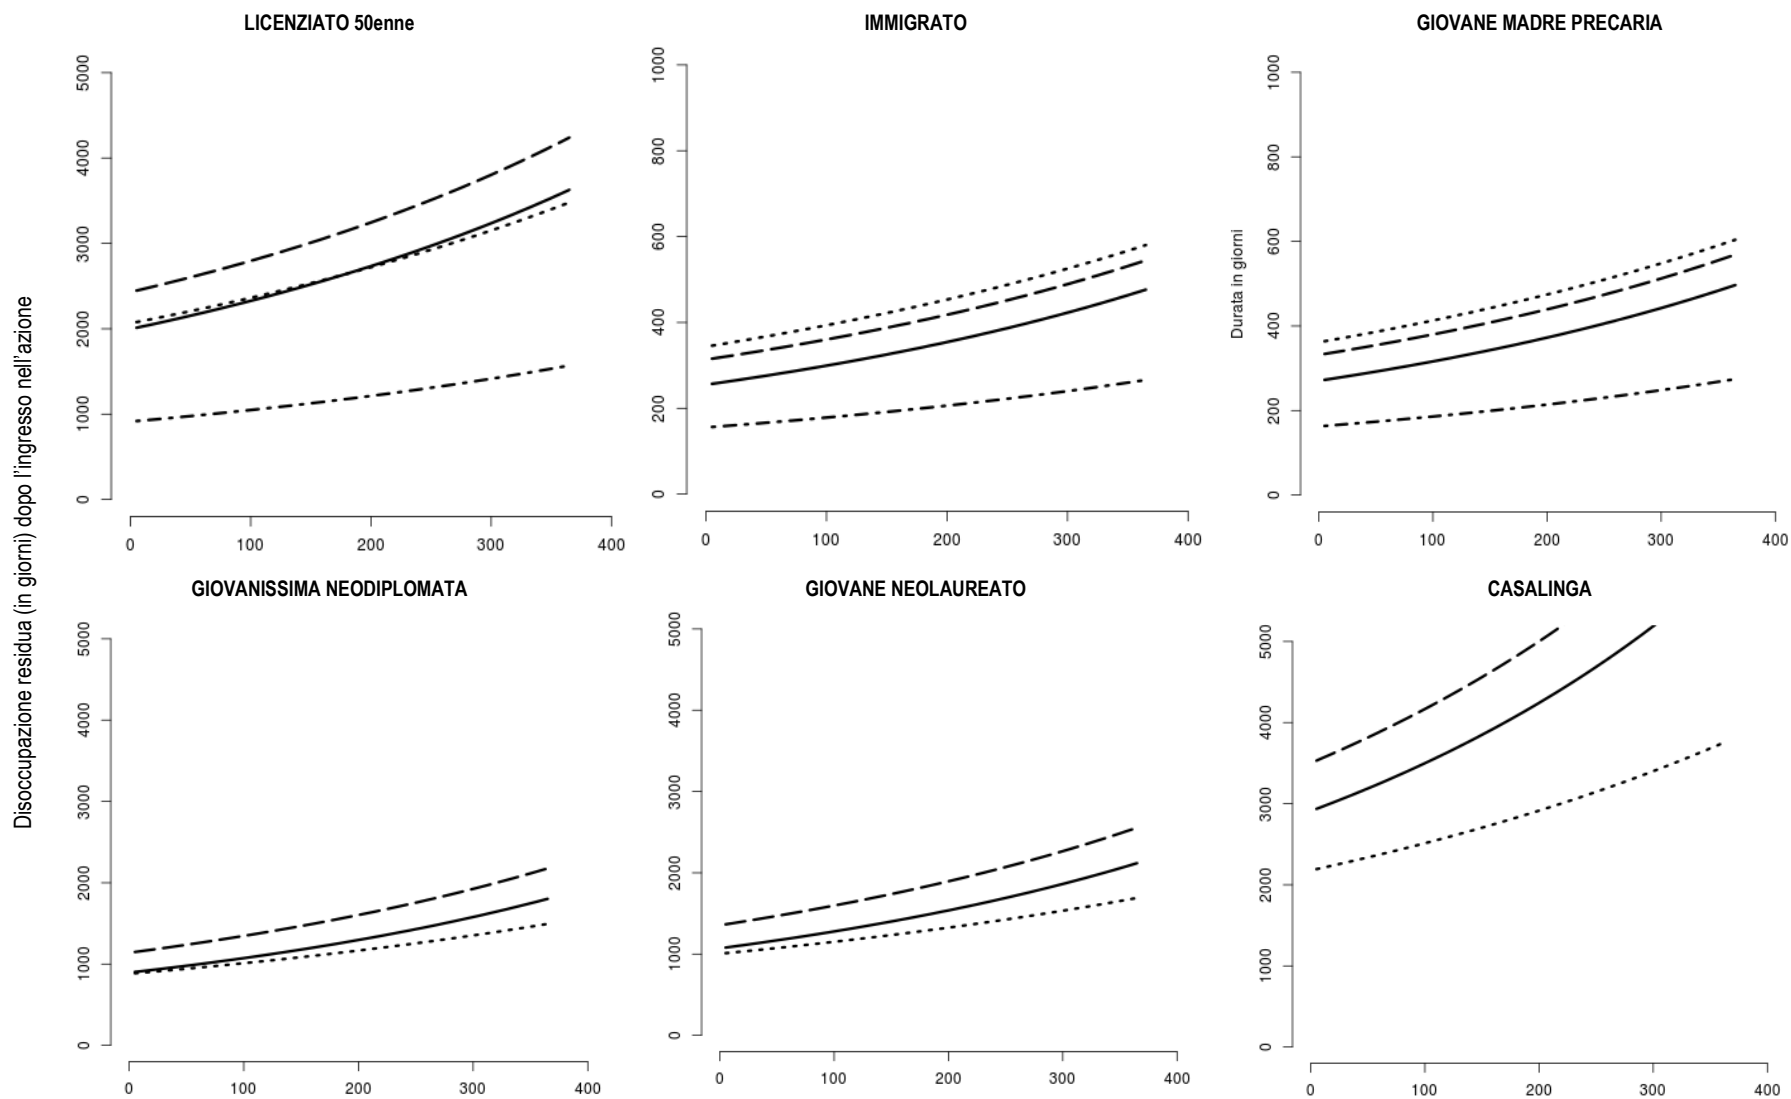 Disoccupazione residua (in giorni) dopo l'ingresso nell'azione
LICENZIATO 50enne
5000
4000
3000
2000
1000
0
0 100 200 300 400
IMMIGRATO
1000
800
600
400
200
0
0 100 200 300 400
GIOVANE MADRE PRECARIA
Durata in giorni
1000
800
600
400
200
0
0 100 200 300 400
GIOVANISSIMA NEODIPLOMATA
5000
4000
3000
2000
1000
0
0 100 200 300 400
GIOVANE NEOLAUREATO
5000
4000
3000
2000
1000
0
0 100 200 300 400
CASALINGA
5000
4000
3000
2000
1000
0
0 100 200 300 400